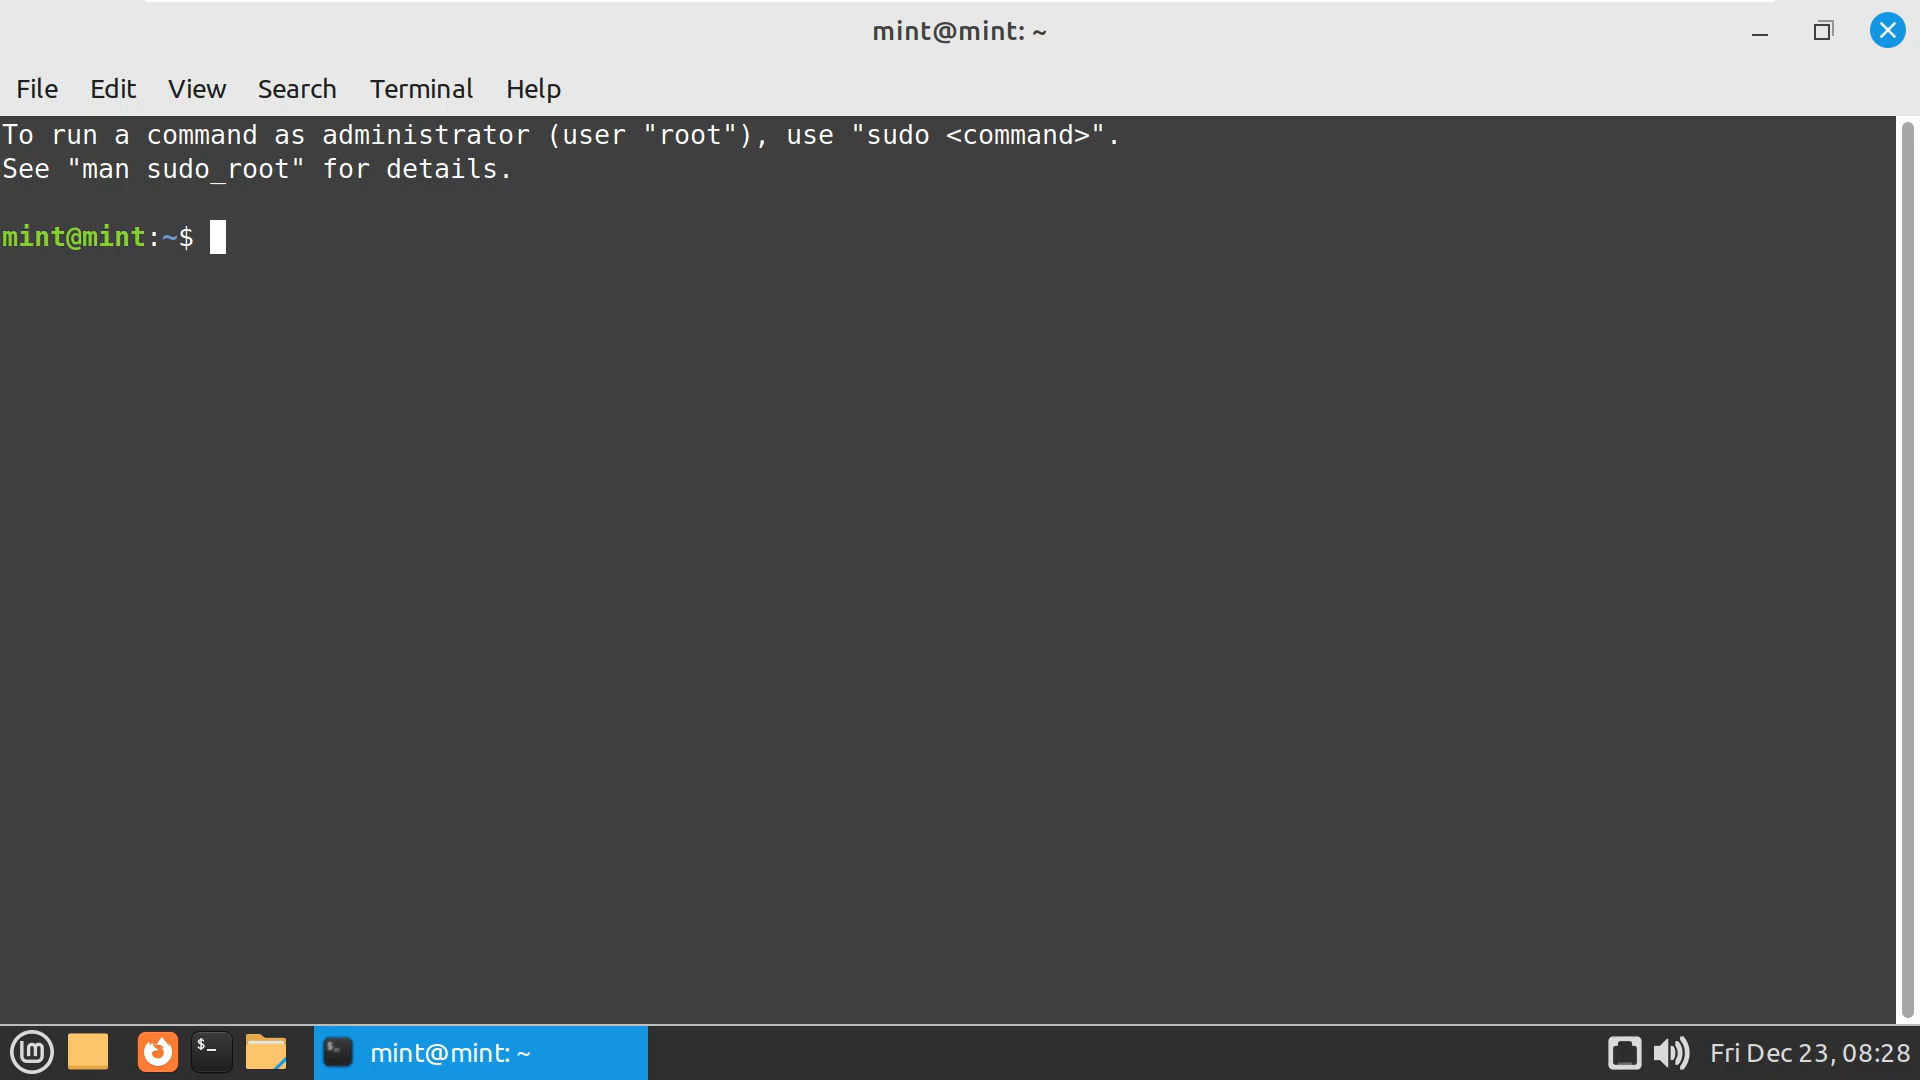 mint@mint: ~
File Edit View Search Terminal Help
To run a command as administrator (user "root"), use "sudo <command>".
See "man sudo_root" for details.
mint@mint:~$
$_
$_
mint@mint: ~
Fri Dec 23, 08:28